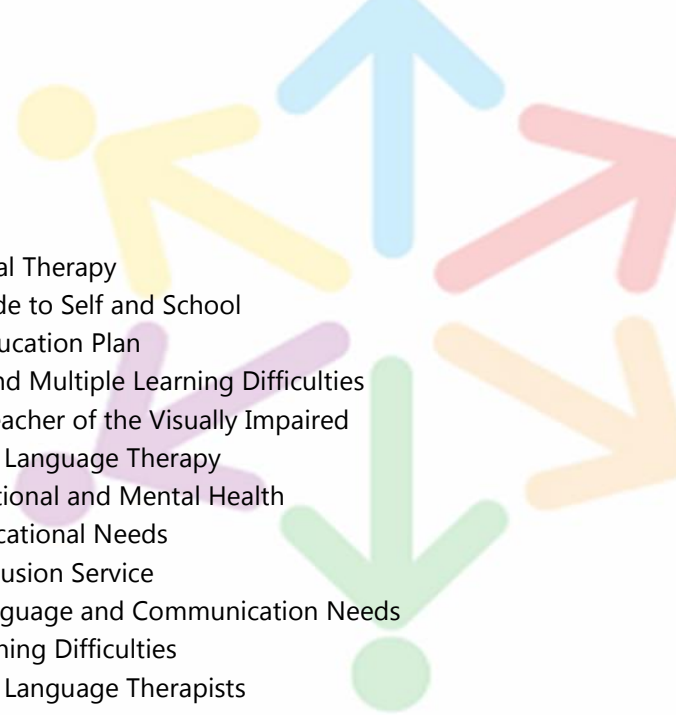 al Therapy
de to Self and School
ucation Plan
nd Multiple Learning Difficulties
eacher of the Visually Impaired
Language Therapy
tional and Mental Health
cational Needs
usion Service
guage and Communication Needs
ning Difficulties
Language Therapists